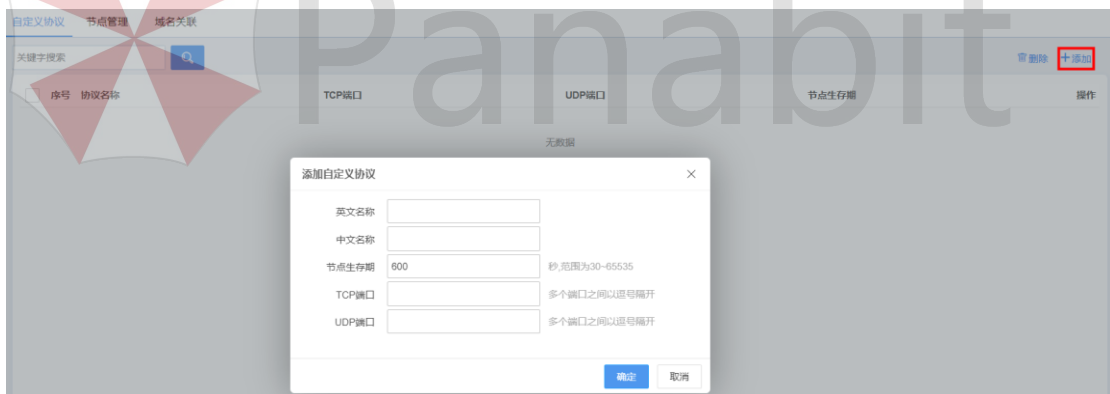 自定义协议 节点管理 域名关联
关键字搜索 删除 +添加
序号 协议名称 TCP端口 UDP端口 节点生存期 操作
无数据
添加自定义协议
英文名称
中文名称
节点生存期 600 秒,范围为30~65535
TCP端口 多个端口之间以逗号隔开
UDP端口 多个端口之间以逗号隔开
确定 取消
Panabit